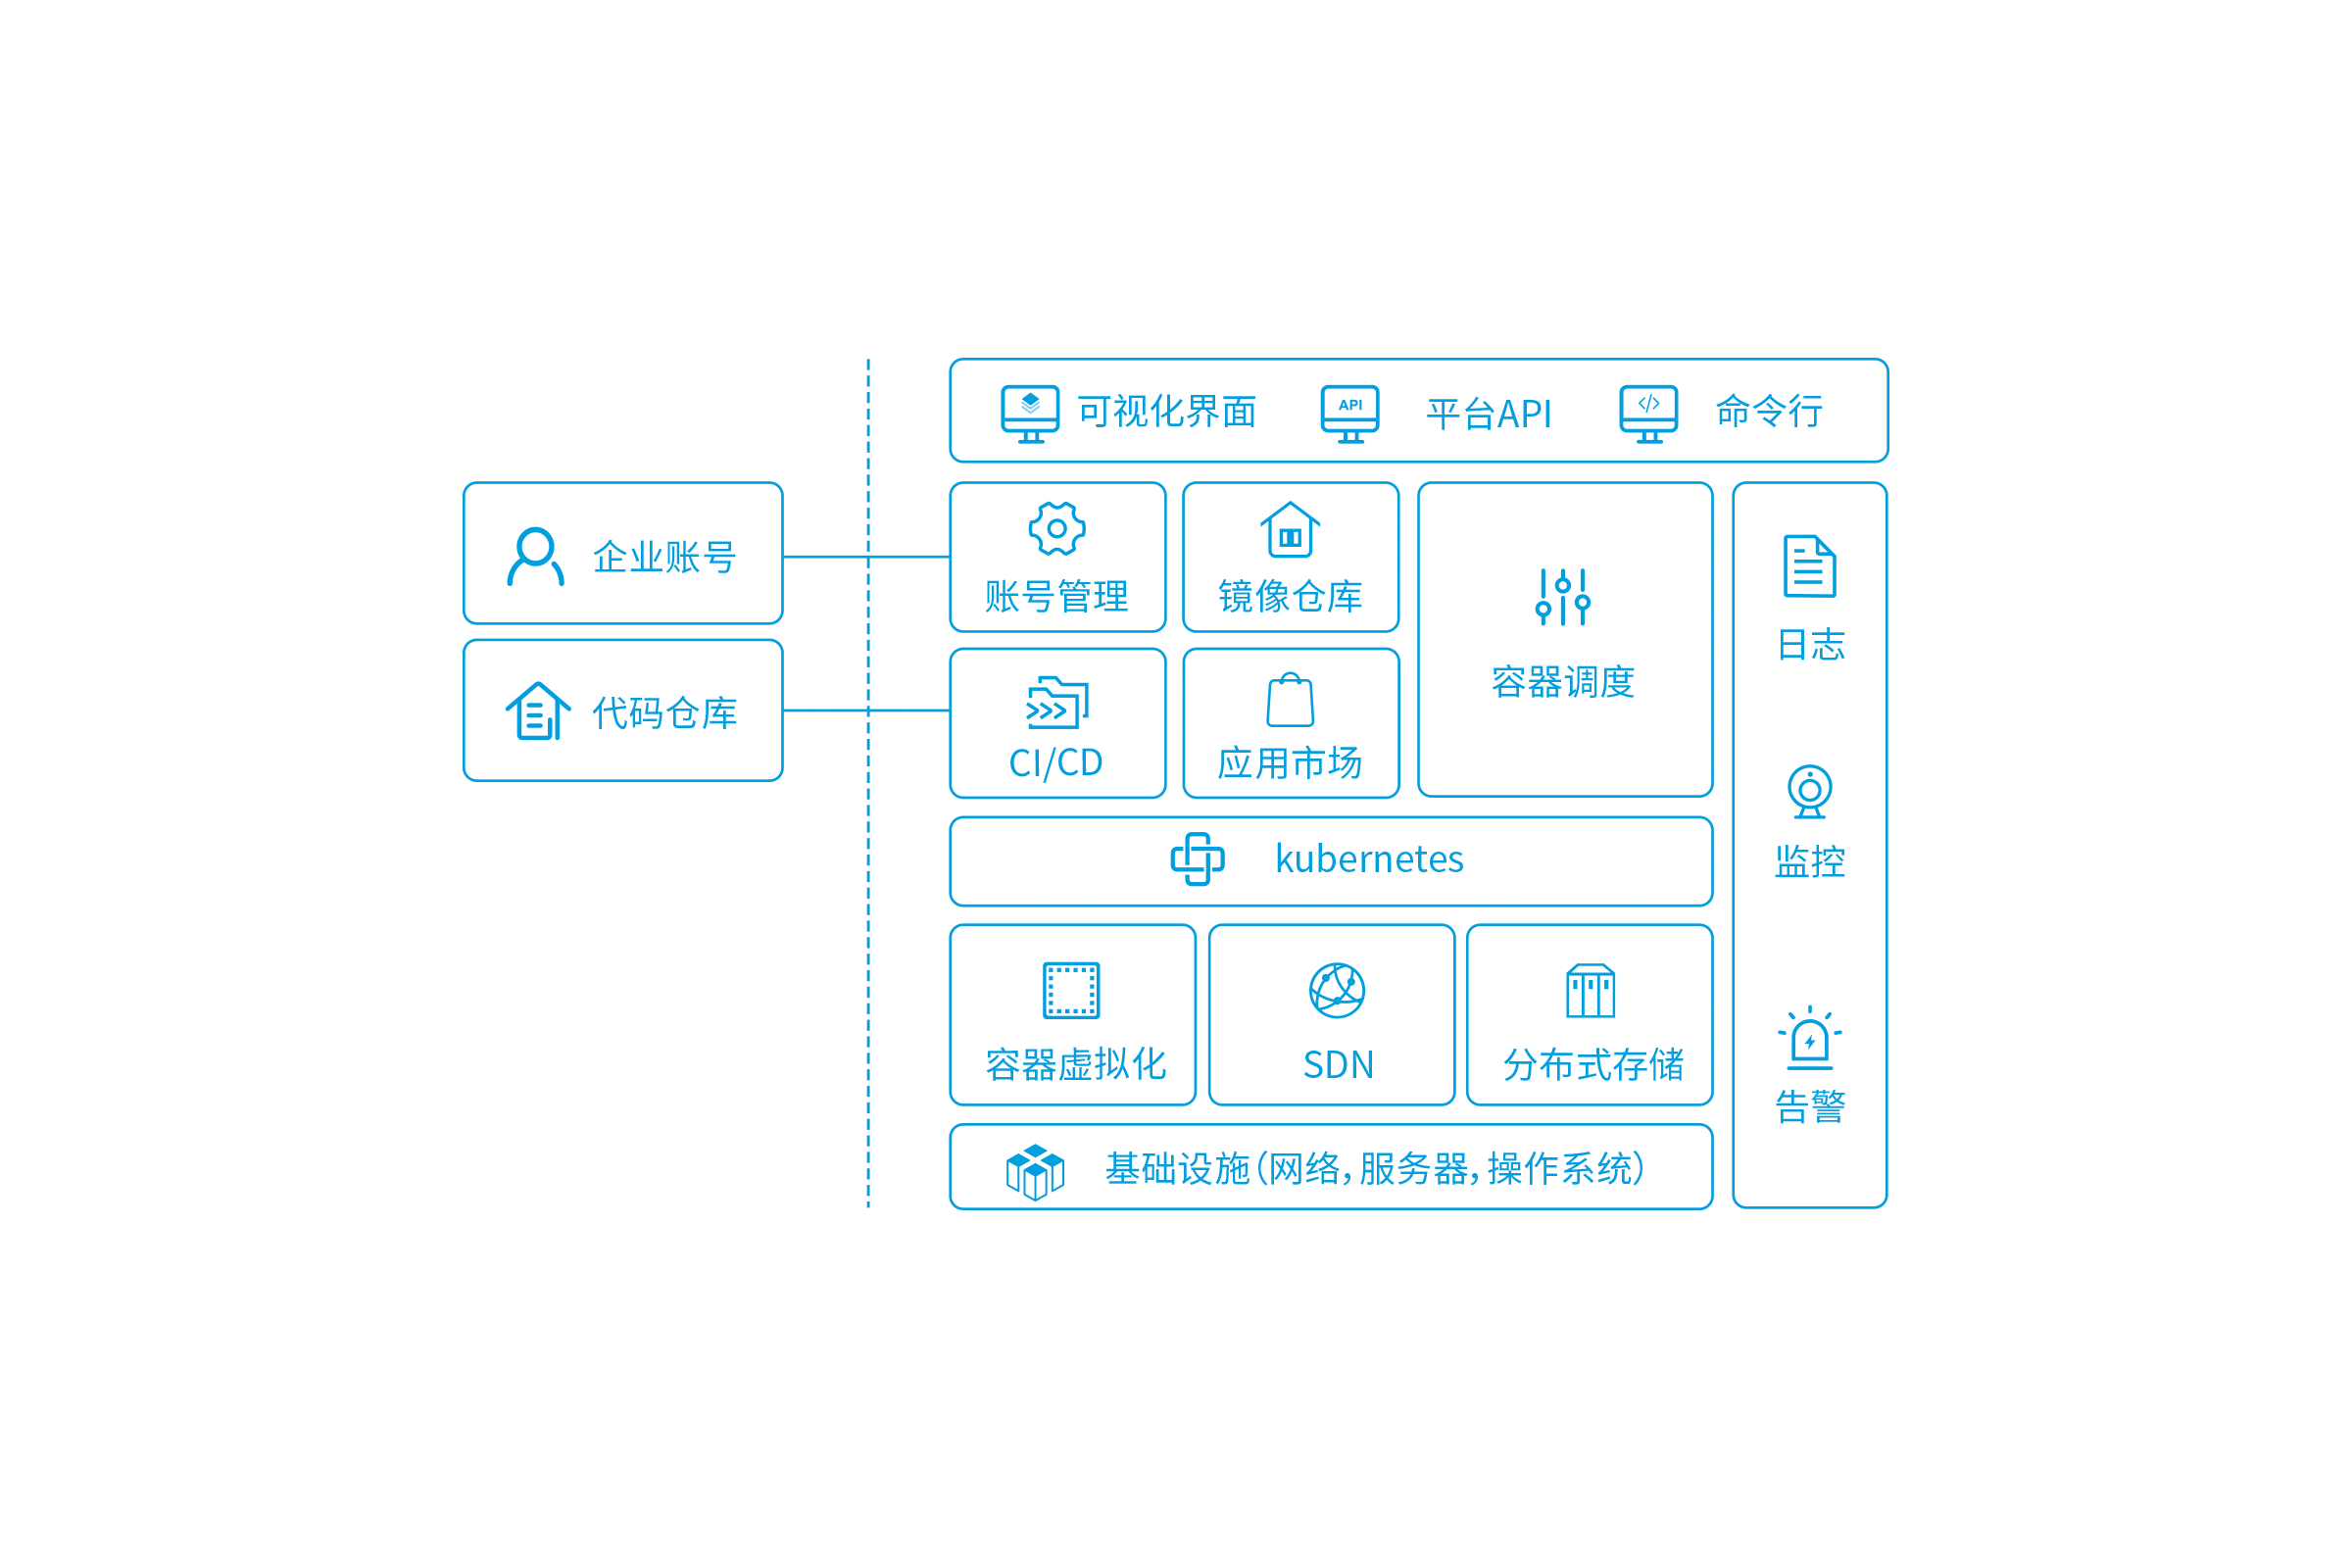 可视化界面
API
平台API
</>
命令行
企业账号
代码仓库
账号管理
镜像仓库
容器调度
CI/CD
应用市场
kubernetes
容器虚拟化
SDN
分布式存储
基础设施(网络,服务器,操作系统)
日志
监控
告警